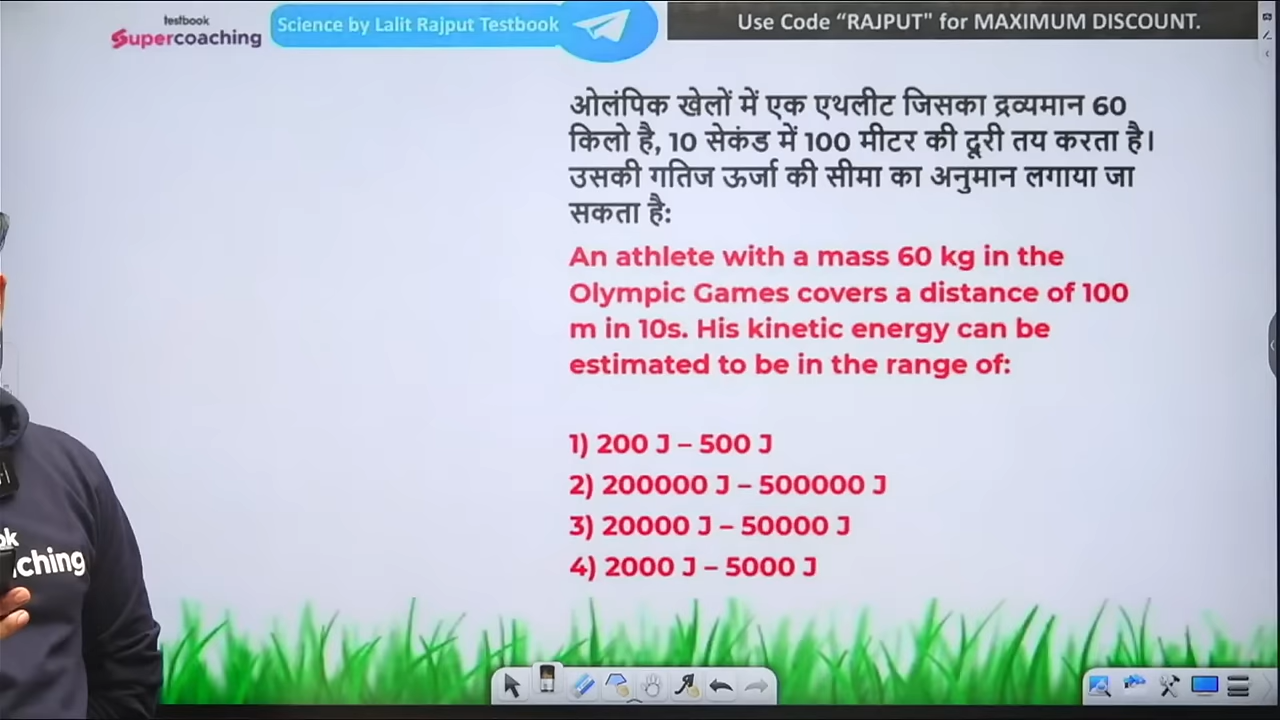 testbook
Supercoaching
Science by Lalit Rajput Testbook
Use Code “RAJPUT" for MAXIMUM DISCOUNT.
ओलंपिक खेलों में एक एथलीट जिसका द्रव्यमान 60
किलो है, 10 सेकंड में 100 मीटर की दूरी तय करता है।
उसकी गतिज ऊर्जा की सीमा का अनुमान लगाया जा
सकता है:
An athlete with a mass 60 kg in the
Olympic Games covers a distance of 100
m in 10s. His kinetic energy can be
estimated to be in the range of:
1) 200 J – 500 J
2) 200000 J – 500000 J
3) 20000 J – 50000 J
4) 2000 J – 5000 J
ok
ching